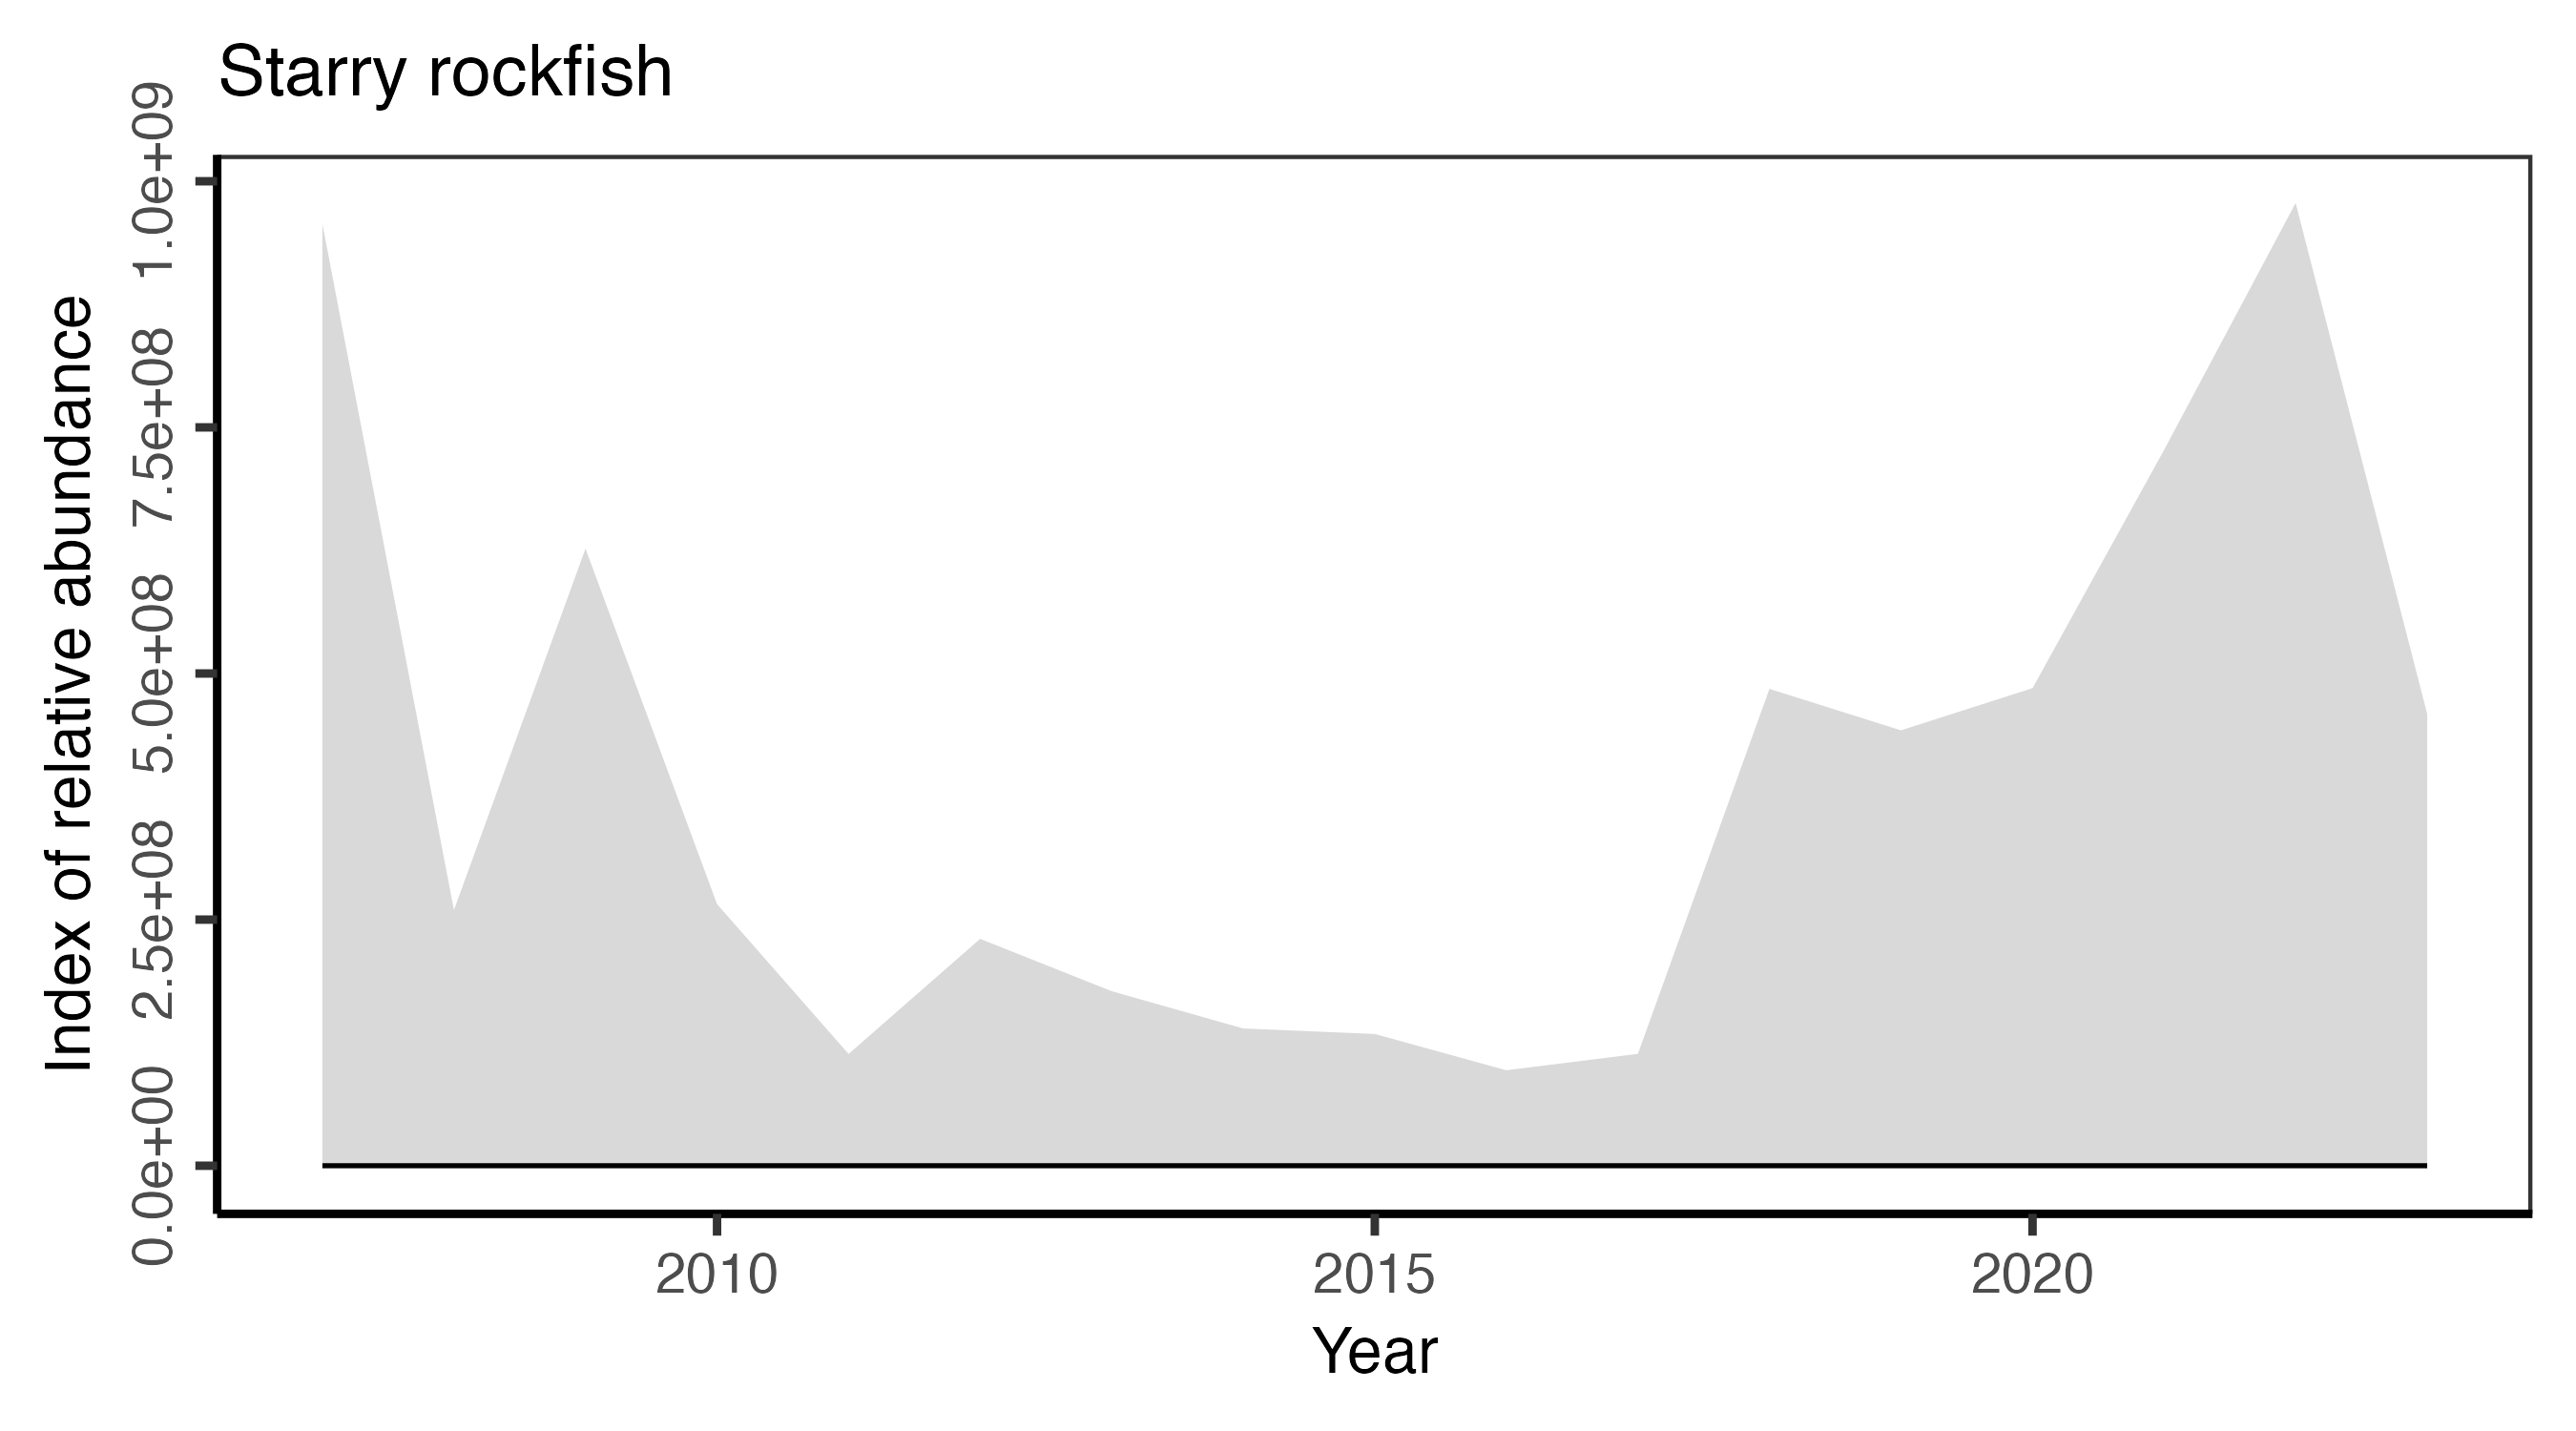 Starry rockfish
Index of relative abundance
1.0e+09
7.5e+08
5.0e+08
2.5e+08
0.0e+00
2010
2015
2020
Year